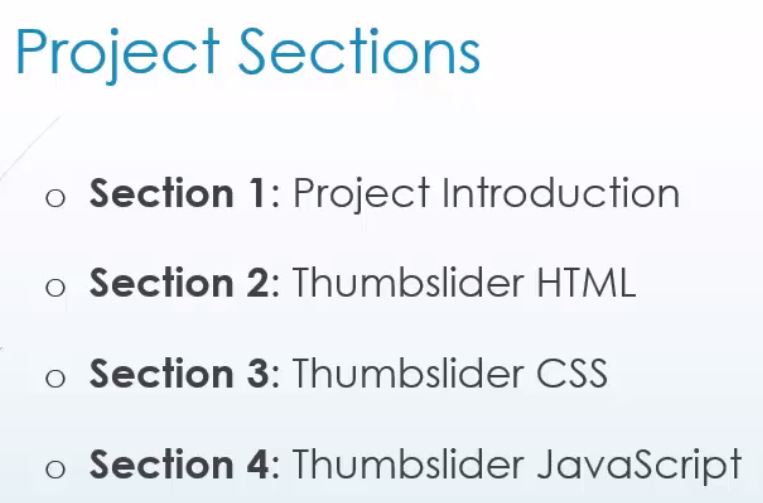 Project Sections
o Section 1: Project Introduction
o Section 2: Thumbslider HTML
o Section 3: Thumbslider CSS
o Section 4: Thumbslider JavaScript